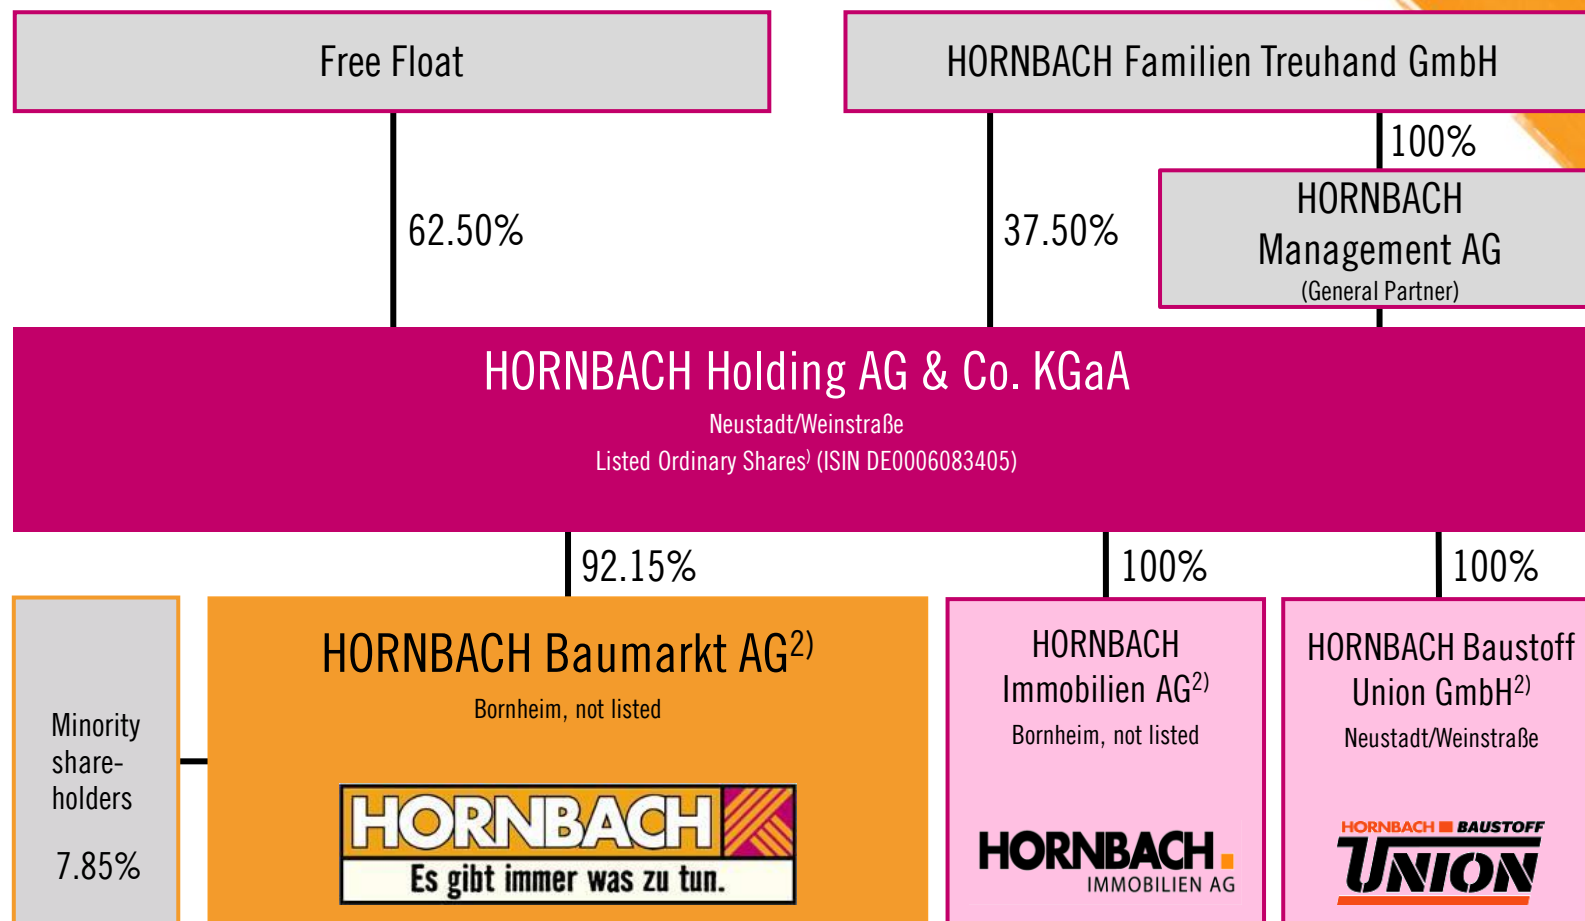 Free Float
HORNBACH Familien Treuhand GmbH
100%
62.50%
37.50%
HORNBACH
Management AG
(General Partner)
HORNBACH Holding AG & Co. KGaA
Neustadt/Weinstraße
Listed Ordinary Shares⁾ (ISIN DE0006083405)
92.15%
100%
100%
Minority
share-
holders
7.85%
HORNBACH Baumarkt AG²⁾
Bornheim, not listed
HORNBACH
Es gibt immer was zu tun.
HORNBACH
Immobilien AG²⁾
Bornheim, not listed
HORNBACH
IMMOBILIEN AG
HORNBACH Baustoff
Union GmbH²⁾
Neustadt/Weinstraße
HORNBACH BAUSTOFF
UNION